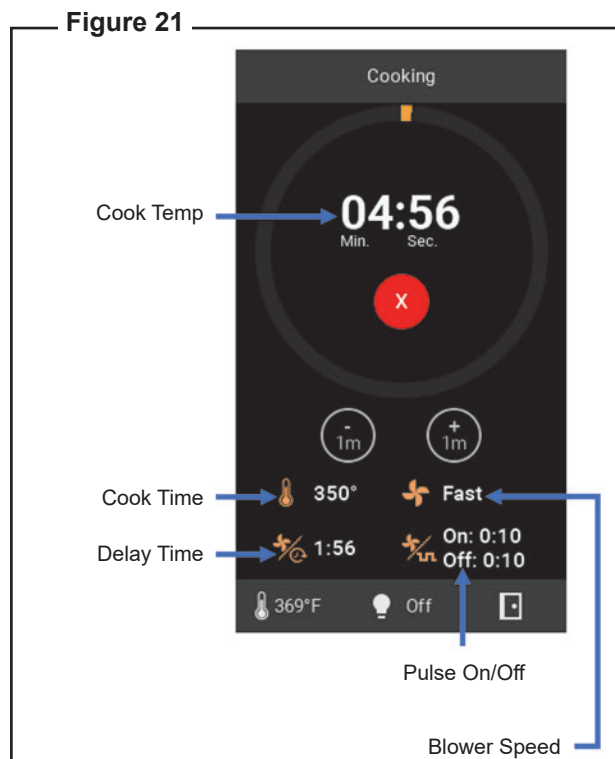 Figure 21
Cooking
Cook Temp
04:56
Min. Sec.
X
-
1m
+
1m
Cook Time
350°
Fast
Delay Time
1:56
On: 0:10
Off: 0:10
369°F
Off
Pulse On/Off
Blower Speed